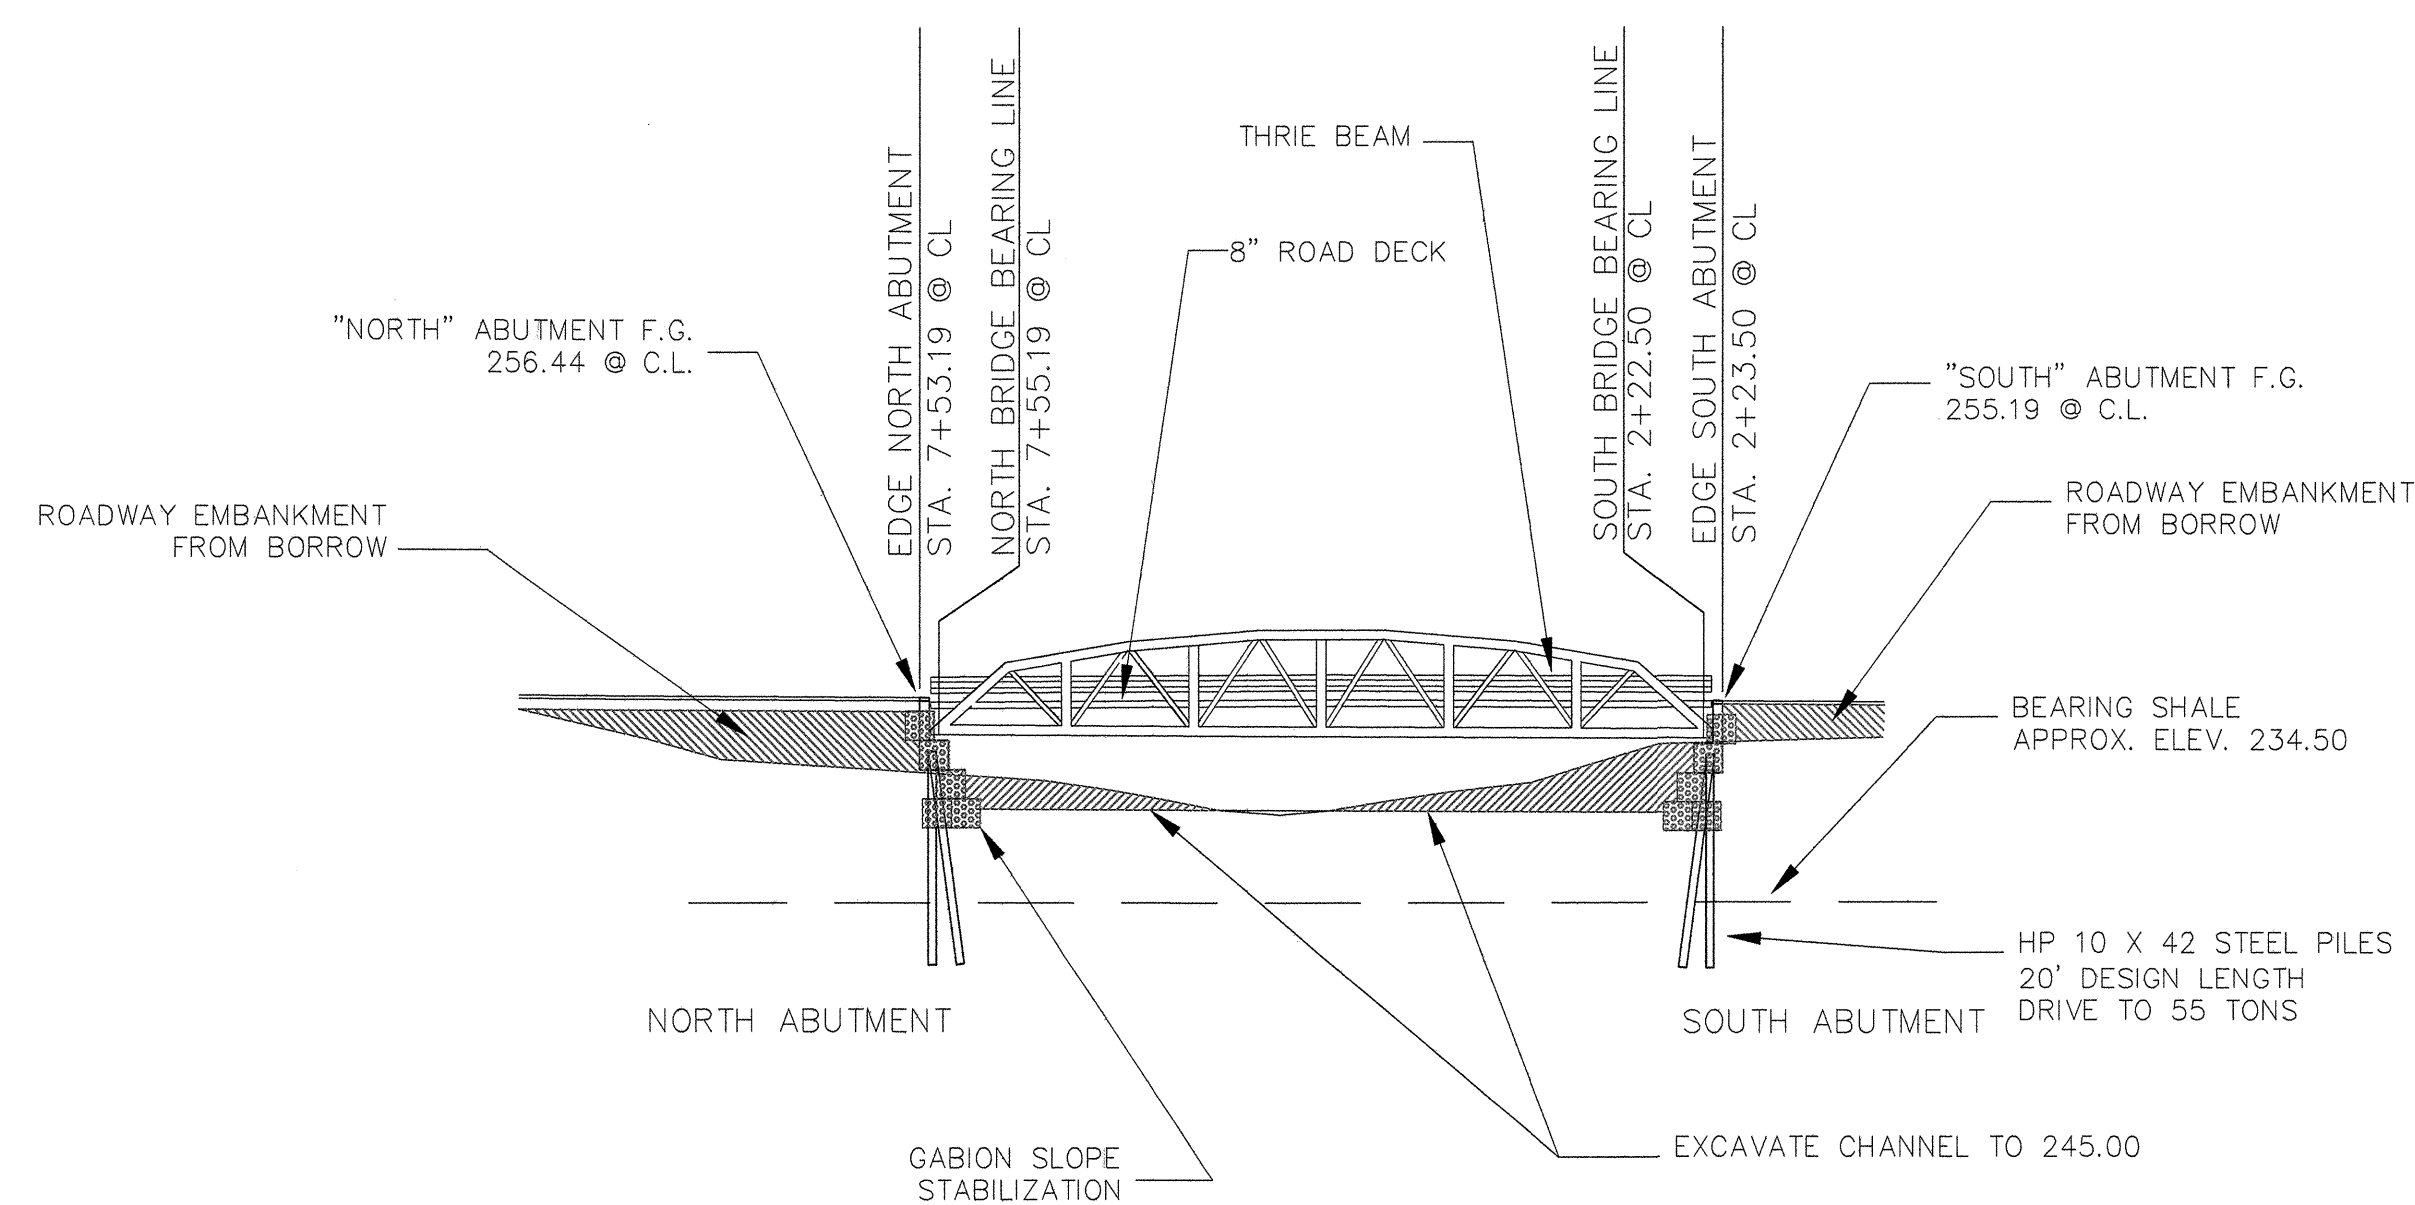 EDGE NORTH ABUTMENT
STA. 7+53.19 @ CL
NORTH BRIDGE BEARING LINE
STA. 7+55.19 @ CL
SOUTH BRIDGE BEARING LINE
STA. 2+22.50 @ CL
EDGE SOUTH ABUTMENT
STA. 2+23.50 @ CL
THRIE BEAM
8" ROAD DECK
"NORTH" ABUTMENT F.G.
256.44 @ C.L.
"SOUTH" ABUTMENT F.G.
255.19 @ C.L.
ROADWAY EMBANKMENT
FROM BORROW
ROADWAY EMBANKMENT
FROM BORROW
BEARING SHALE
APPROX. ELEV. 234.50
HP 10 X 42 STEEL PILES
20' DESIGN LENGTH
DRIVE TO 55 TONS
NORTH ABUTMENT
SOUTH ABUTMENT
EXCAVATE CHANNEL TO 245.00
GABION SLOPE
STABILIZATION